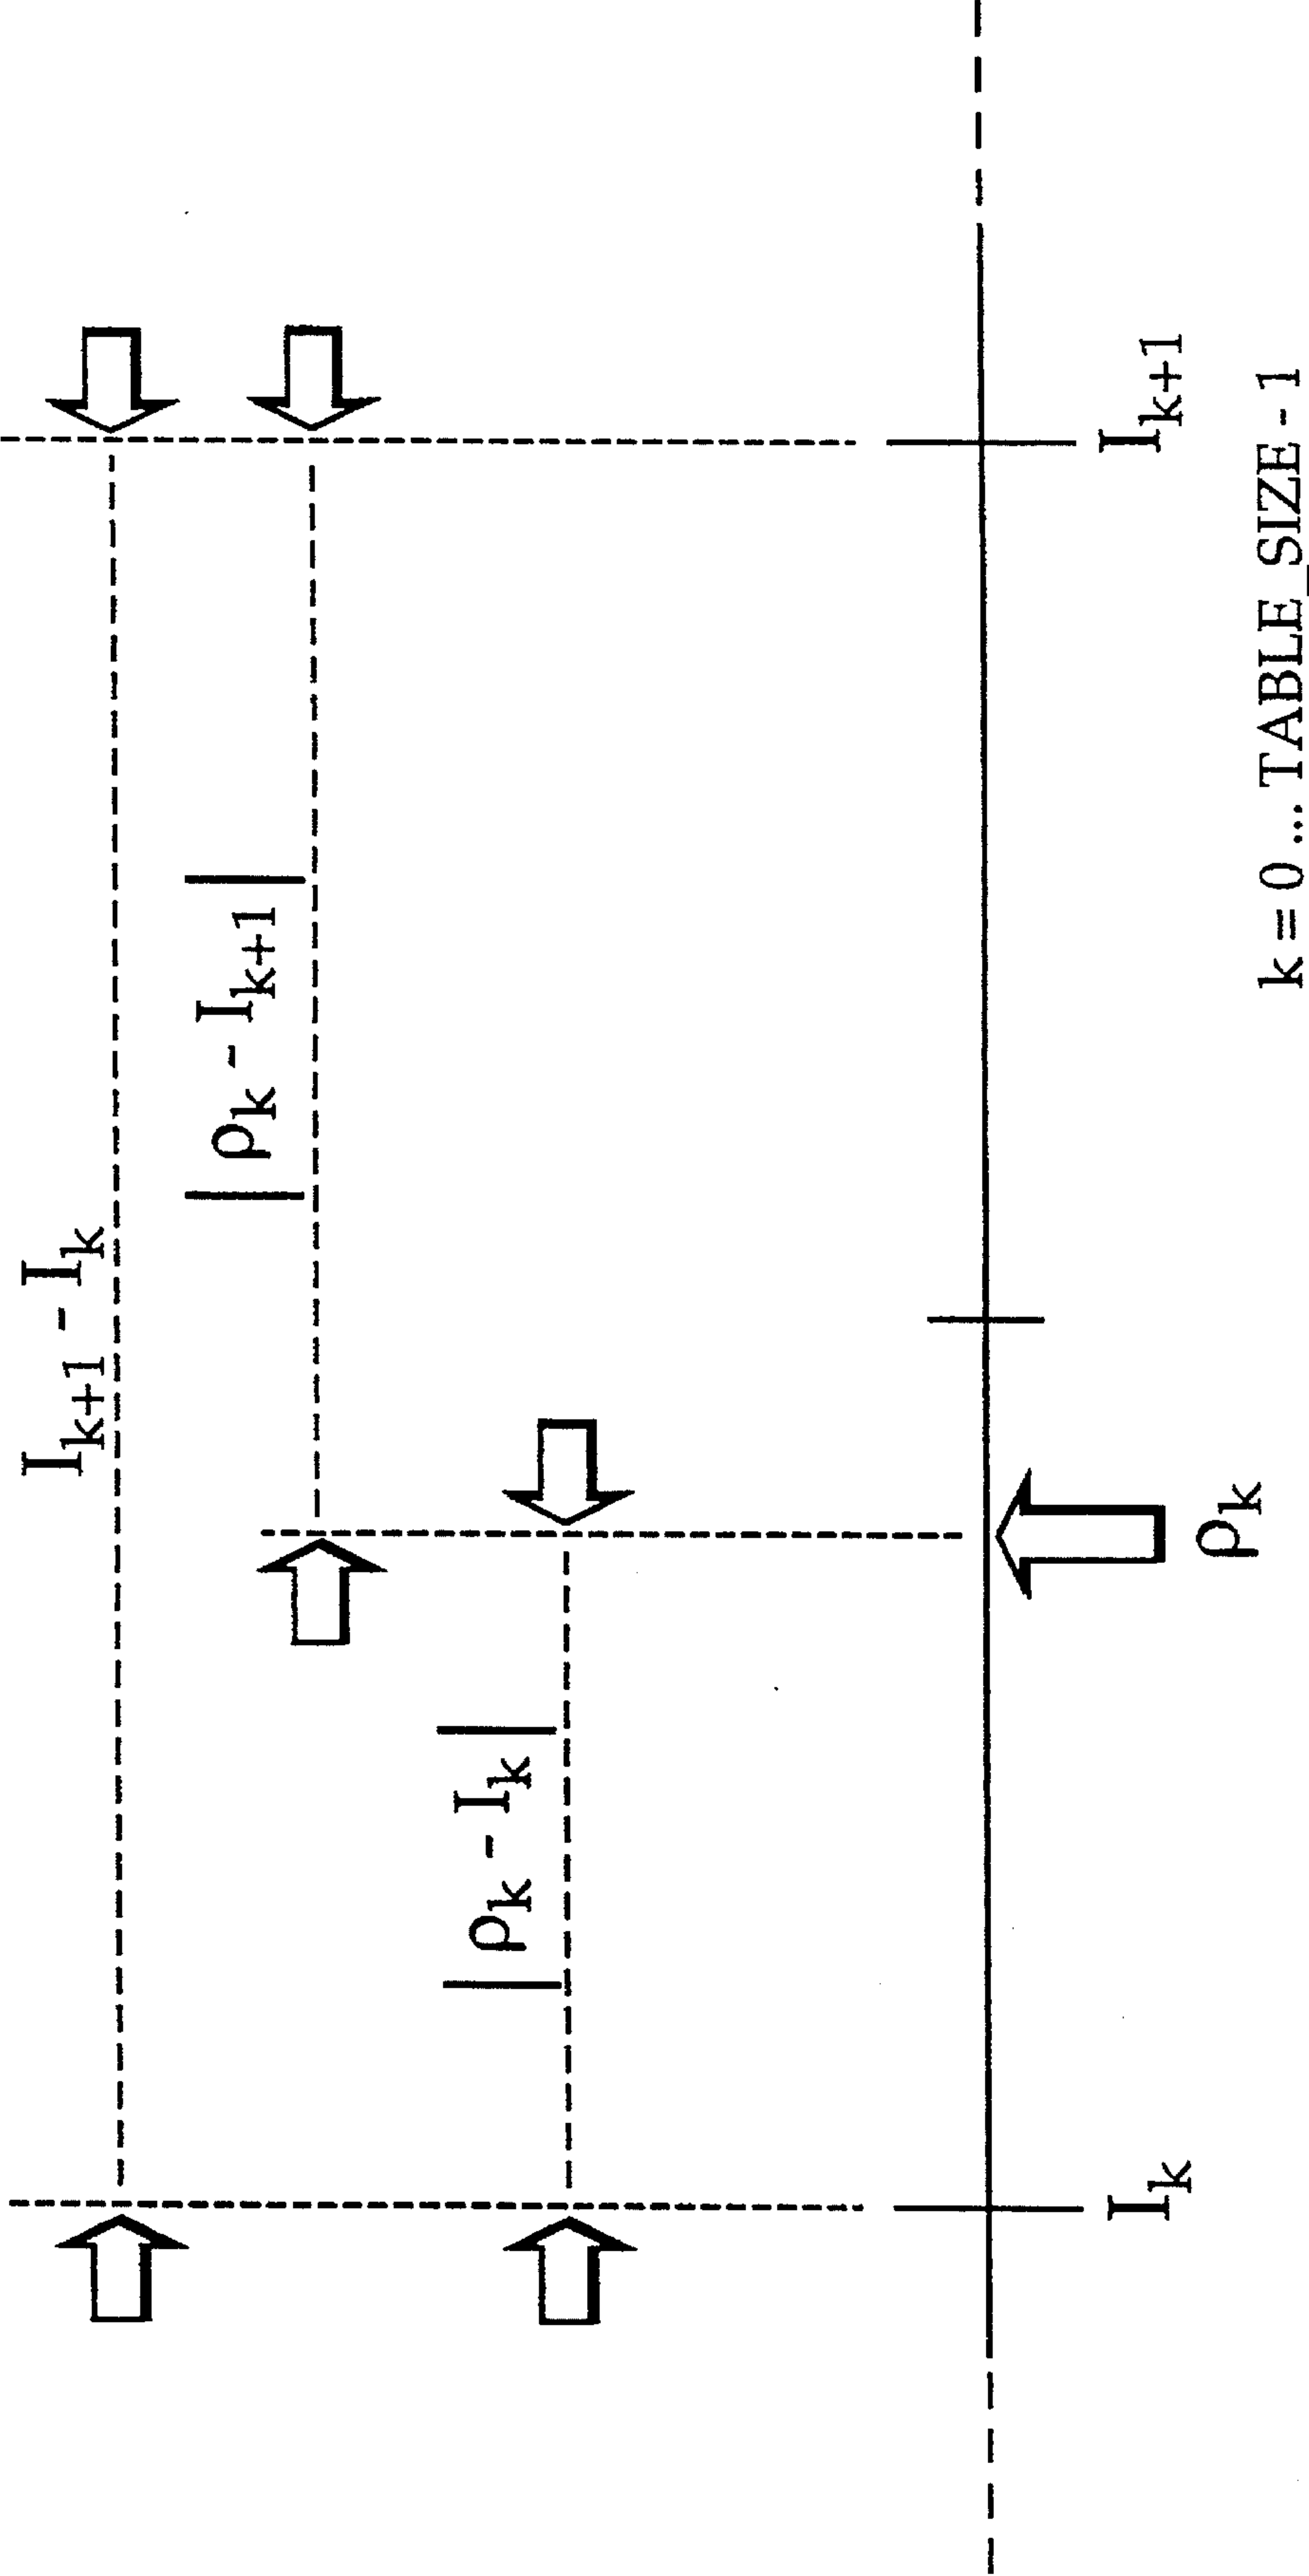 I_{k+1} - I_k
| ρ_k - I_{k+1} |
| ρ_k - I_k |
I_k
ρ_k
I_{k+1}
k = 0 ... TABLE_SIZE - 1